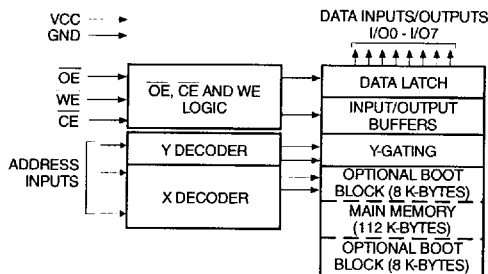 VCC
GND
OE
WE
CE
ADDRESS
INPUTS
OE, CE AND WE
LOGIC
Y DECODER
X DECODER
DATA INPUTS/OUTPUTS
I/O0 - I/O7
DATA LATCH
INPUT/OUTPUT
BUFFERS
Y-GATING
OPTIONAL BOOT
BLOCK (8 K-BYTES)
MAIN MEMORY
(112 K-BYTES)
OPTIONAL BOOT
BLOCK (8 K-BYTES)